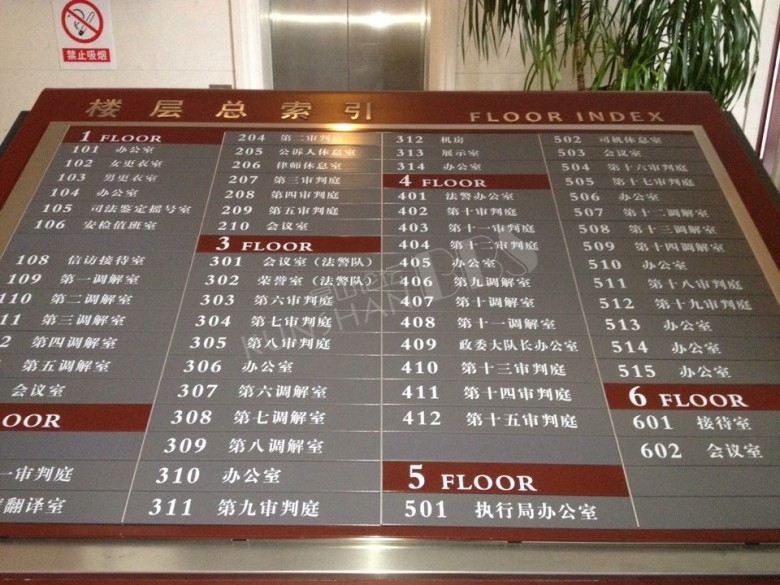 禁止吸烟
楼层总索引 FLOOR INDEX
1 FLOOR
101 办公室
102 女更衣室
103 男更衣室
104 办公室
105 司法鉴定摇号室
106 安检值班室
108 信访接待室
109 第一调解室
110 第二调解室
11 第三调解室
2 第四调解室
第五调解室
会议室
OOR
一审判庭
翻译室
204 第二审判庭
205 公诉人休息室
206 律师休息室
207 第三审判庭
208 第四审判庭
209 第五审判庭
210 会议室
3 FLOOR
301 会议室（法警队）
302 荣誉室（法警队）
303 第六审判庭
304 第七审判庭
305 第八审判庭
306 办公室
307 第六调解室
308 第七调解室
309 第八调解室
310 办公室
311 第九审判庭
312 机房
313 展示室
314 办公室
4 FLOOR
401 法警办公室
402 第十审判庭
403 第十一审判庭
404 第十二审判庭
405 办公室
406 第九调解室
407 第十调解室
408 第十一调解室
409 政委大队长办公室
410 第十三审判庭
411 第十四审判庭
412 第十五审判庭
5 FLOOR
501 执行局办公室
502 司机休息室
503 会议室
504 第十六审判庭
505 第十七审判庭
506 办公室
507 第十二调解室
508 第十三调解室
509 第十四调解室
510 办公室
511 第十八审判庭
512 第十九审判庭
513 办公室
514 办公室
515 办公室
6 FLOOR
601 接待室
602 会议室